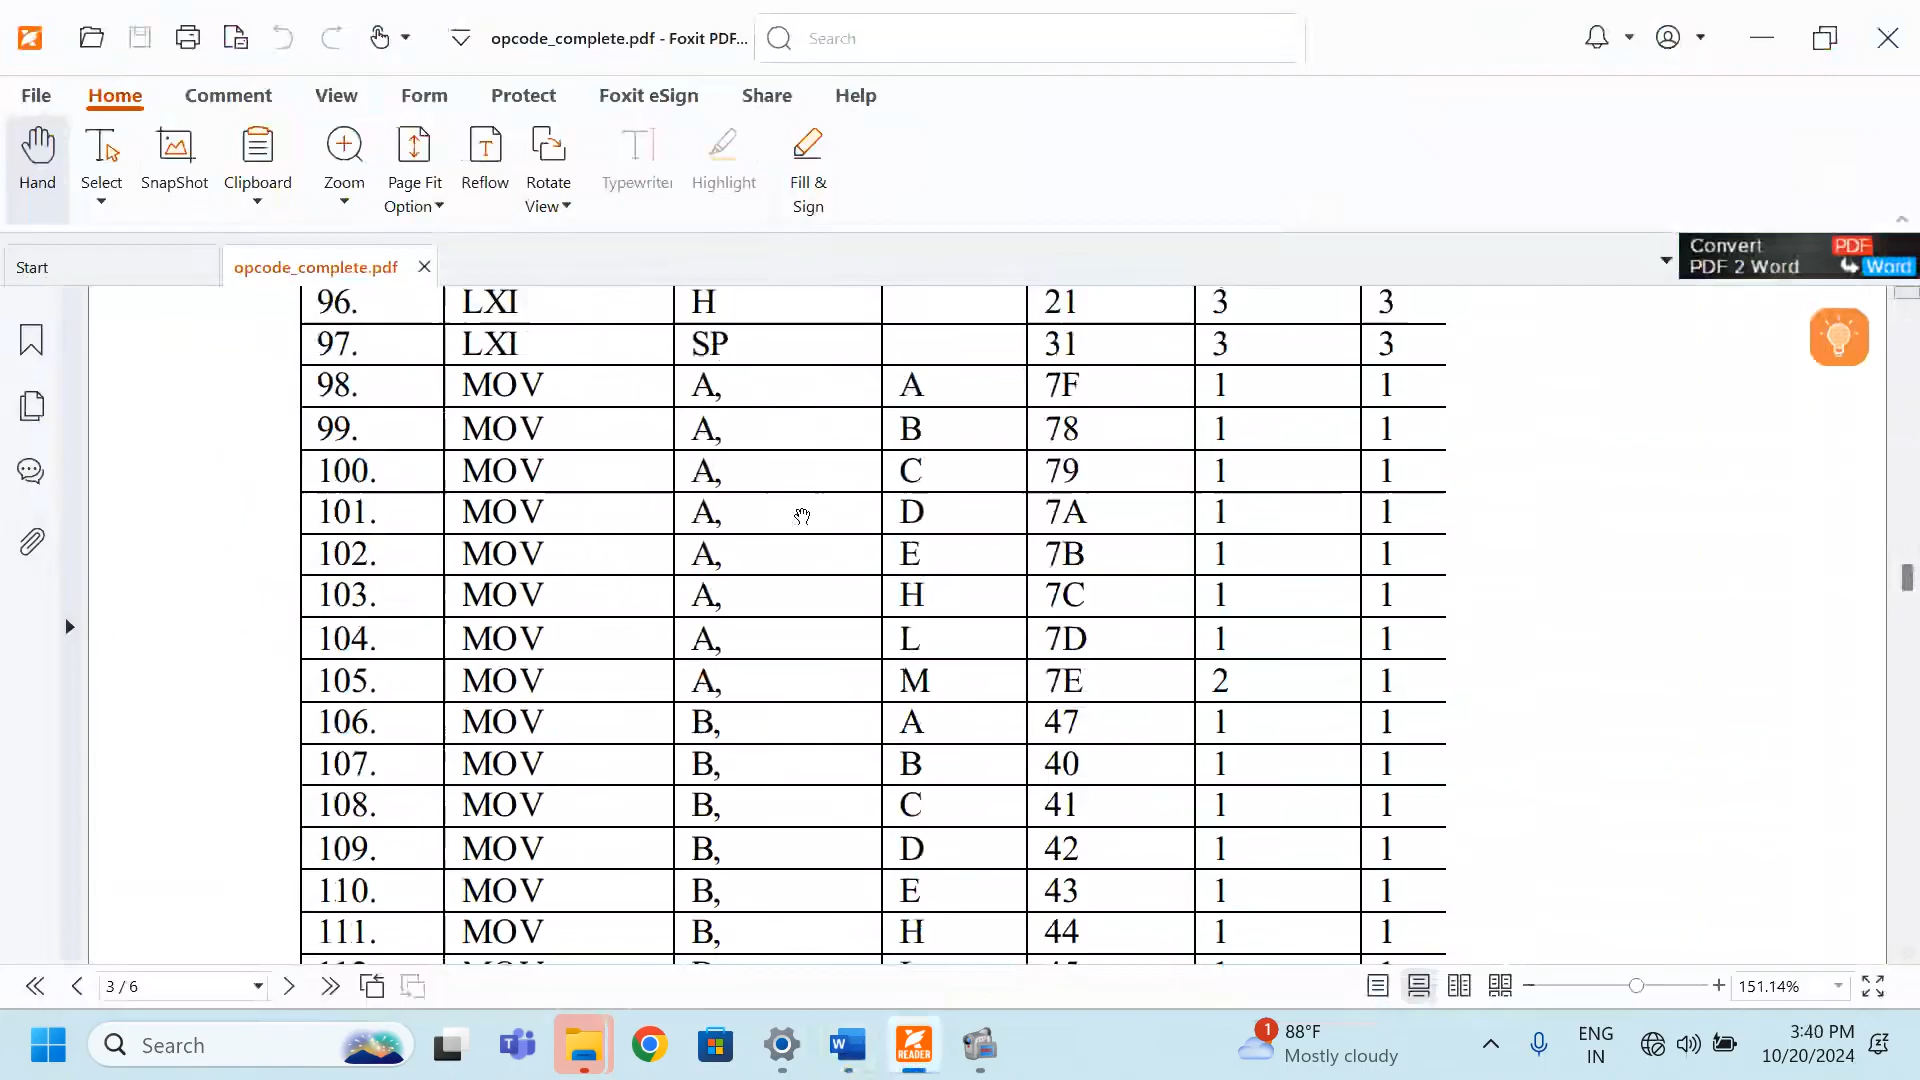 opcode_complete.pdf - Foxit PDF...
Search
File Home Comment View Form Protect Foxit eSign Share Help
Hand Select SnapShot Clipboard Zoom Page Fit Option Reflow Rotate View Typewriter Highlight Fill & Sign
Start opcode_complete.pdf
Convert PDF
PDF 2 Word Word
96. LXI H 21 3 3
97. LXI SP 31 3 3
98. MOV A, A 7F 1 1
99. MOV A, B 78 1 1
100. MOV A, C 79 1 1
101. MOV A, D 7A 1 1
102. MOV A, E 7B 1 1
103. MOV A, H 7C 1 1
104. MOV A, L 7D 1 1
105. MOV A, M 7E 2 1
106. MOV B, A 47 1 1
107. MOV B, B 40 1 1
108. MOV B, C 41 1 1
109. MOV B, D 42 1 1
110. MOV B, E 43 1 1
111. MOV B, H 44 1 1
3 / 6
151.14%
Search
READER
1
88°F
Mostly cloudy
ENG
IN
3:40 PM
10/20/2024